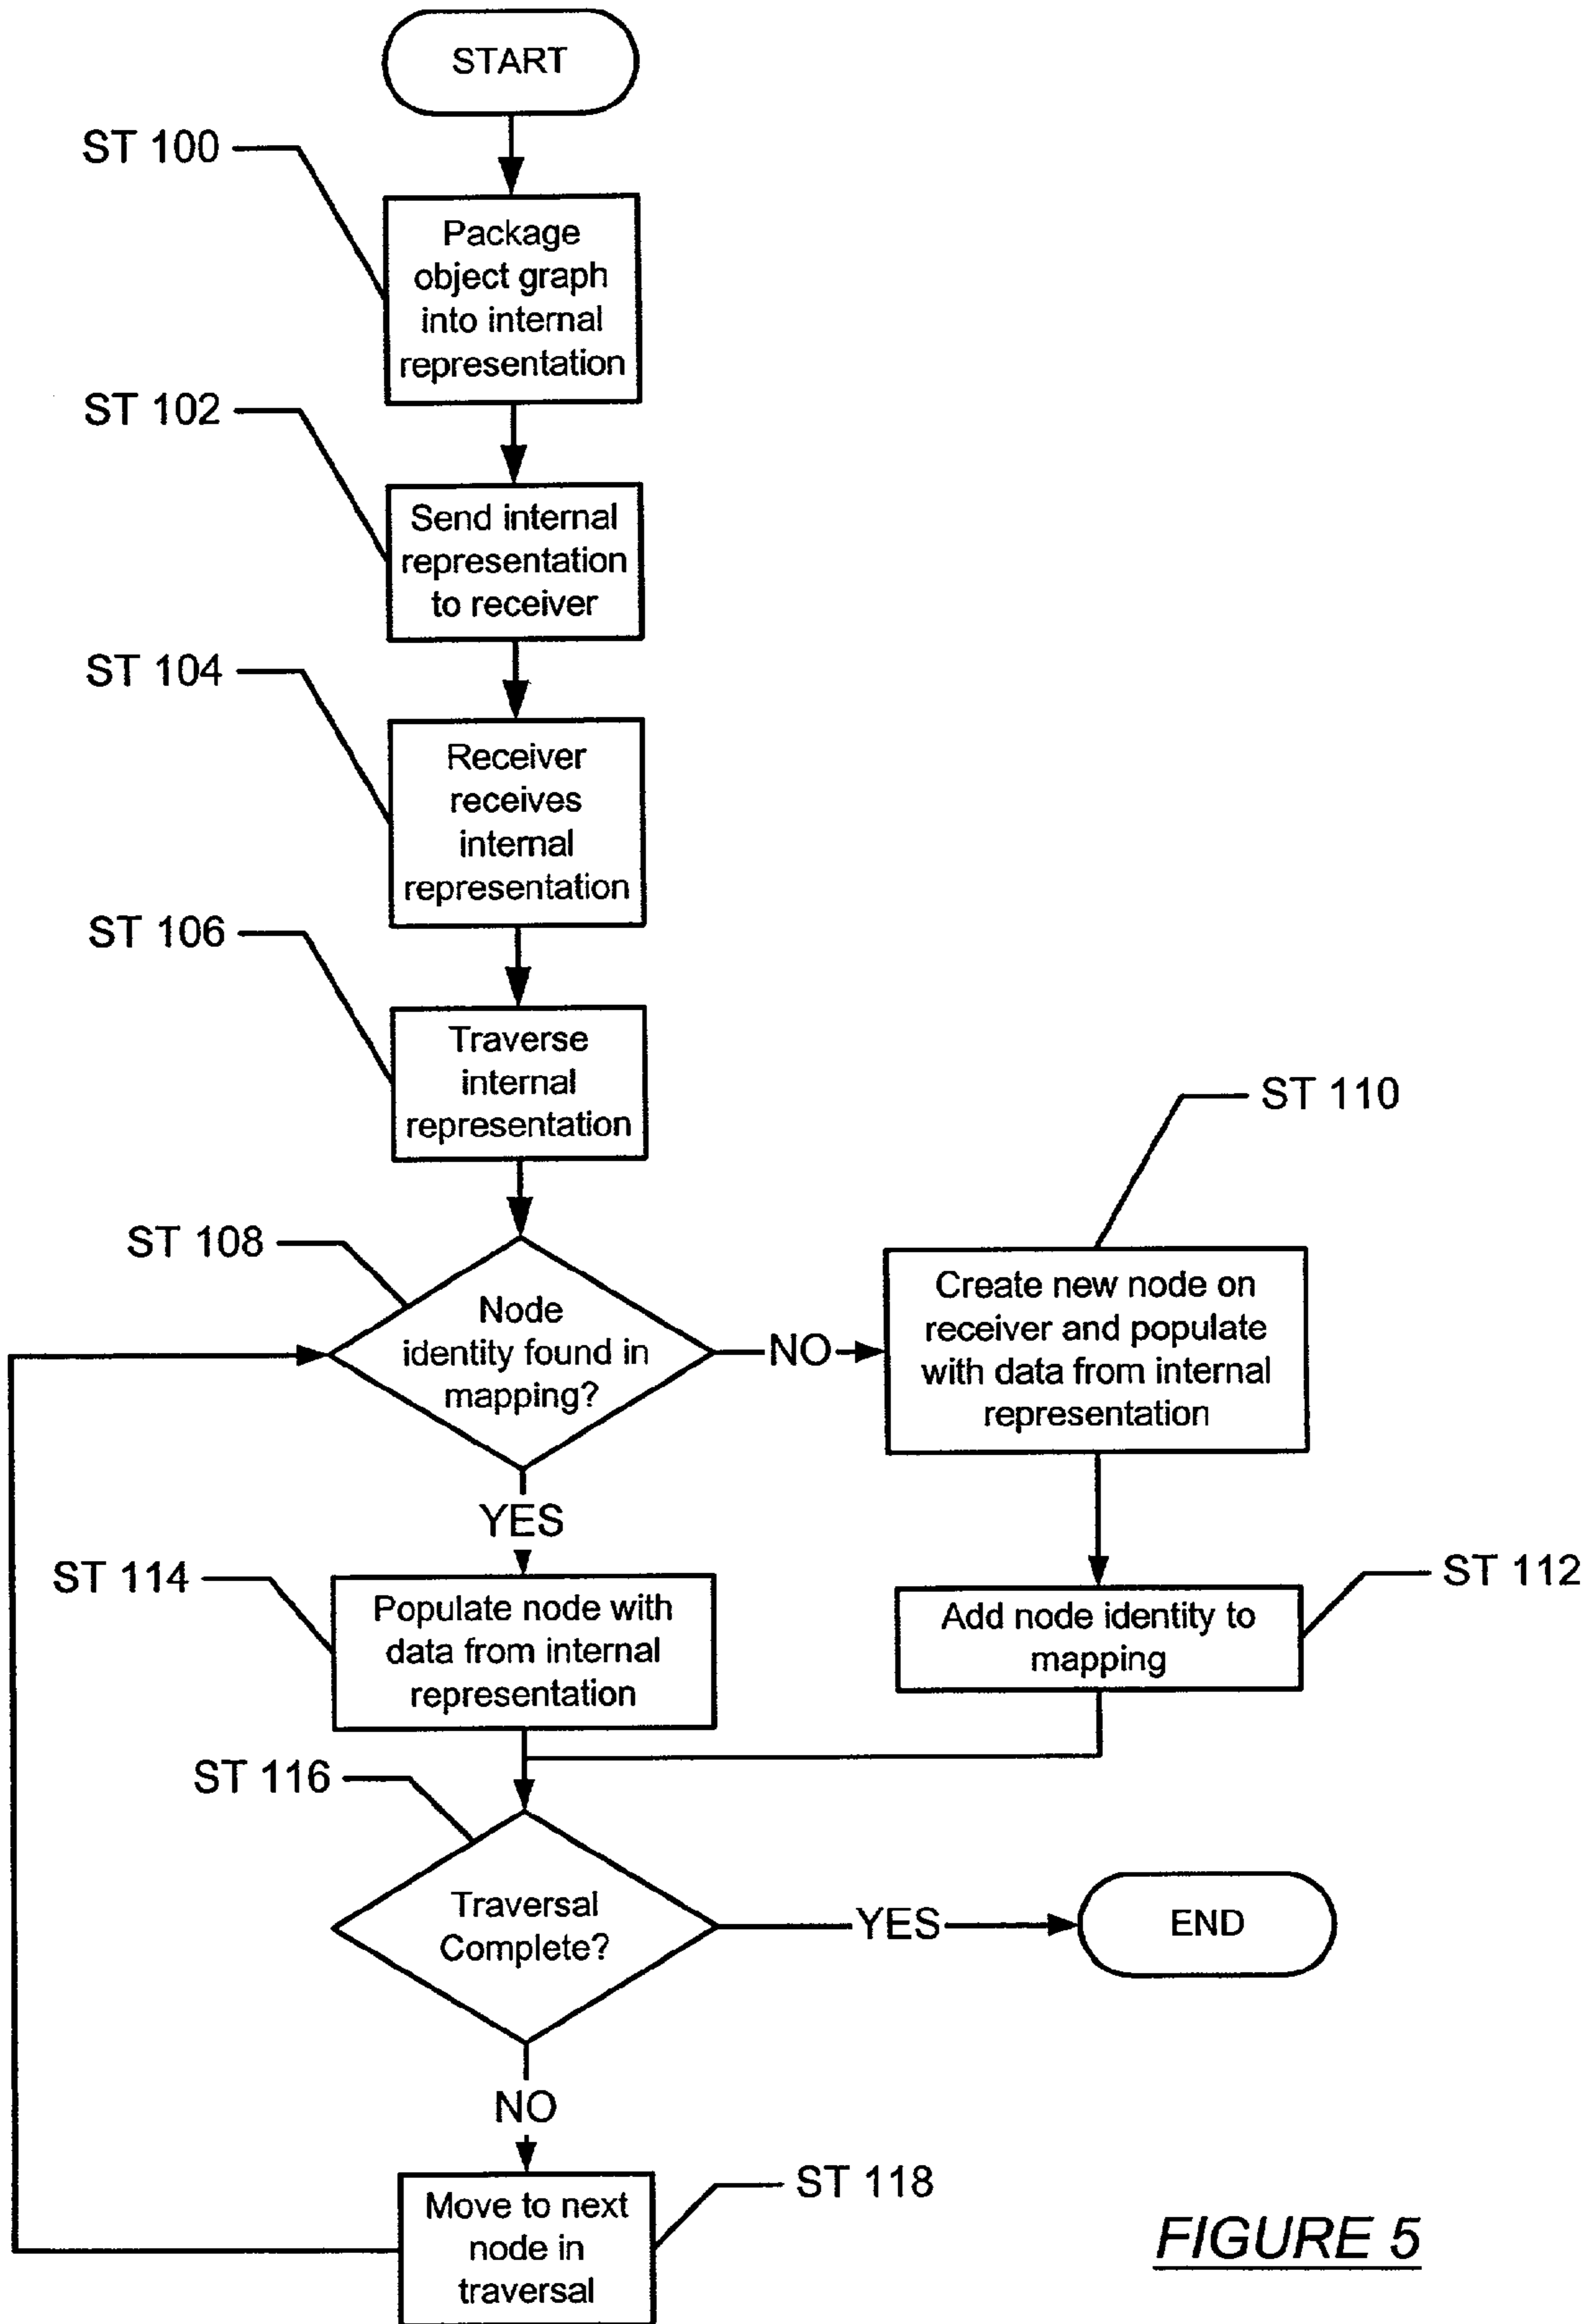 START
ST 100
Package
object graph
into internal
representation
ST 102
Send internal
representation
to receiver
ST 104
Receiver
receives
internal
representation
ST 106
Traverse
internal
representation
ST 110
ST 108
Node
identity found in
mapping?
NO
Create new node on
receiver and populate
with data from internal
representation
YES
ST 114
Populate node with
data from internal
representation
ST 112
Add node identity to
mapping
ST 116
Traversal
Complete?
YES
END
NO
ST 118
Move to next
node in
traversal
FIGURE 5